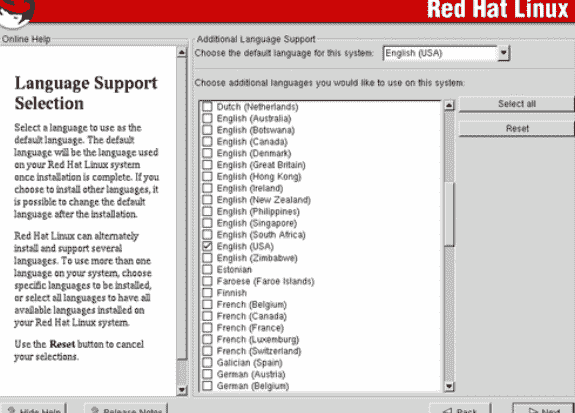 Red Hat Linux
Online Help
Language Support
Selection
Select a language to use as the
default language. The default
language will be the language used
on your Red Hat Linux system
once installation is complete. If you
choose to install other languages, it
is possible to change the default
language after the installation.
Red Hat Linux can alternately
install and support several
languages. To use more than one
language on your system, choose
specific languages to be installed,
or select all languages to have all
available languages installed on
your Red Hat Linux system.
Use the Reset button to cancel
your selections.
Additional Language Support
Choose the default language for this system: English (USA)
Choose additional languages you would like to use on this system:
Dutch (Netherlands)
English (Australia)
English (Botswana)
English (Canada)
English (Denmark)
English (Great Britain)
English (Hong Kong)
English (Ireland)
English (New Zealand)
English (Philippines)
English (Singapore)
English (South Africa)
English (USA)
English (Zimbabwe)
Estonian
Faroese (Faroe Islands)
Finnish
French (Belgium)
French (Canada)
French (France)
French (Luxemburg)
French (Switzerland)
Galician (Spain)
German (Austria)
German (Belgium)
Select all
Reset
Hide Help
Release Notes
Back
Next